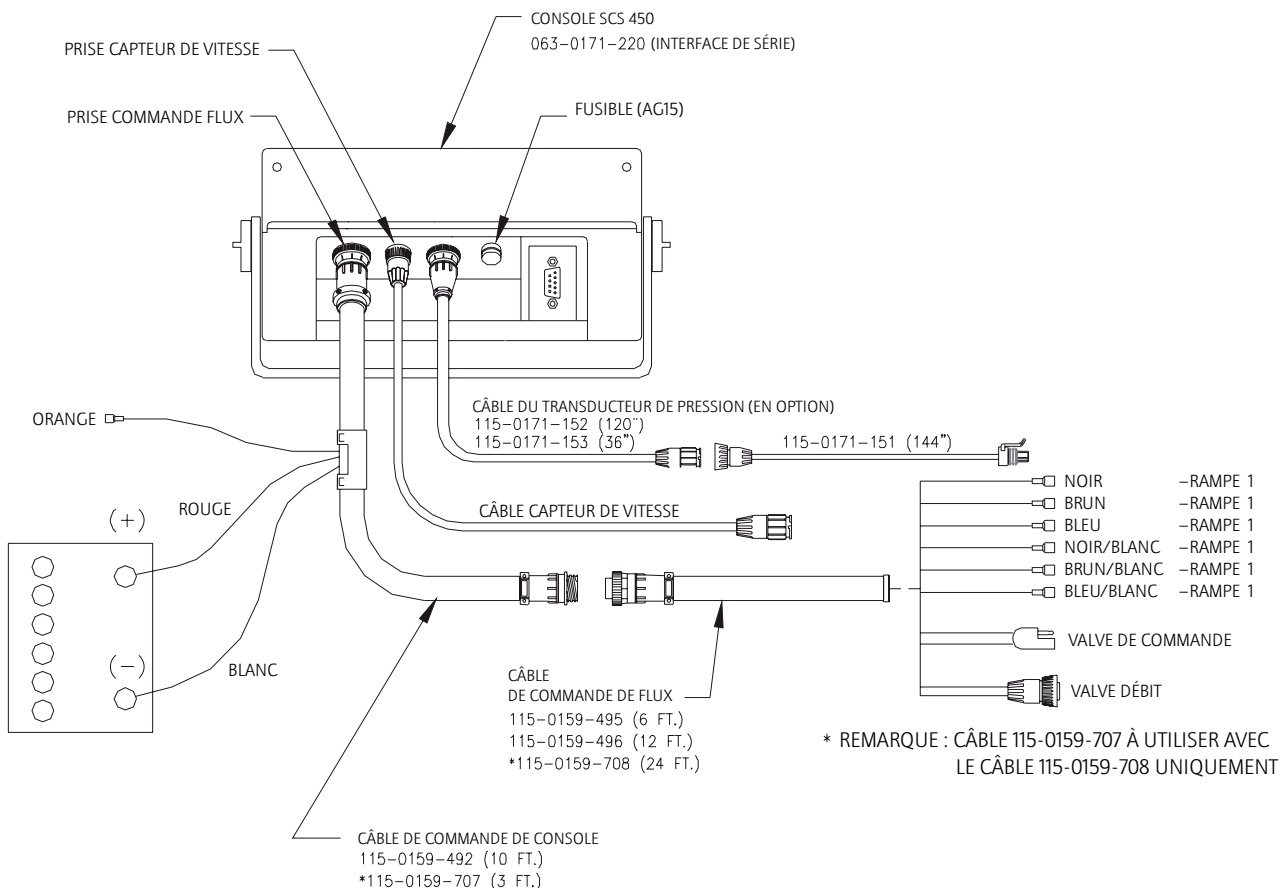 CONSOLE SCS 450
063-0171-220 (INTERFACE DE SÉRIE)
PRISE CAPTEUR DE VITESSE
PRISE COMMANDE FLUX
FUSIBLE (AG15)
ORANGE
CÂBLE DU TRANSDUCTEUR DE PRESSION (EN OPTION)
115-0171-152 (120")
115-0171-153 (36")
115-0171-151 (144")
ROUGE
(+)
CÂBLE CAPTEUR DE VITESSE
NOIR –RAMPE 1
BRUN –RAMPE 1
BLEU –RAMPE 1
NOIR/BLANC –RAMPE 1
BRUN/BLANC –RAMPE 1
BLEU/BLANC –RAMPE 1
VALVE DE COMMANDE
VALVE DÉBIT
(-)
BLANC
CÂBLE
DE COMMANDE DE FLUX
115-0159-495 (6 FT.)
115-0159-496 (12 FT.)
*115-0159-708 (24 FT.)
* REMARQUE : CÂBLE 115-0159-707 À UTILISER AVEC
LE CÂBLE 115-0159-708 UNIQUEMENT
CÂBLE DE COMMANDE DE CONSOLE
115-0159-492 (10 FT.)
*115-0159-707 (3 FT.)